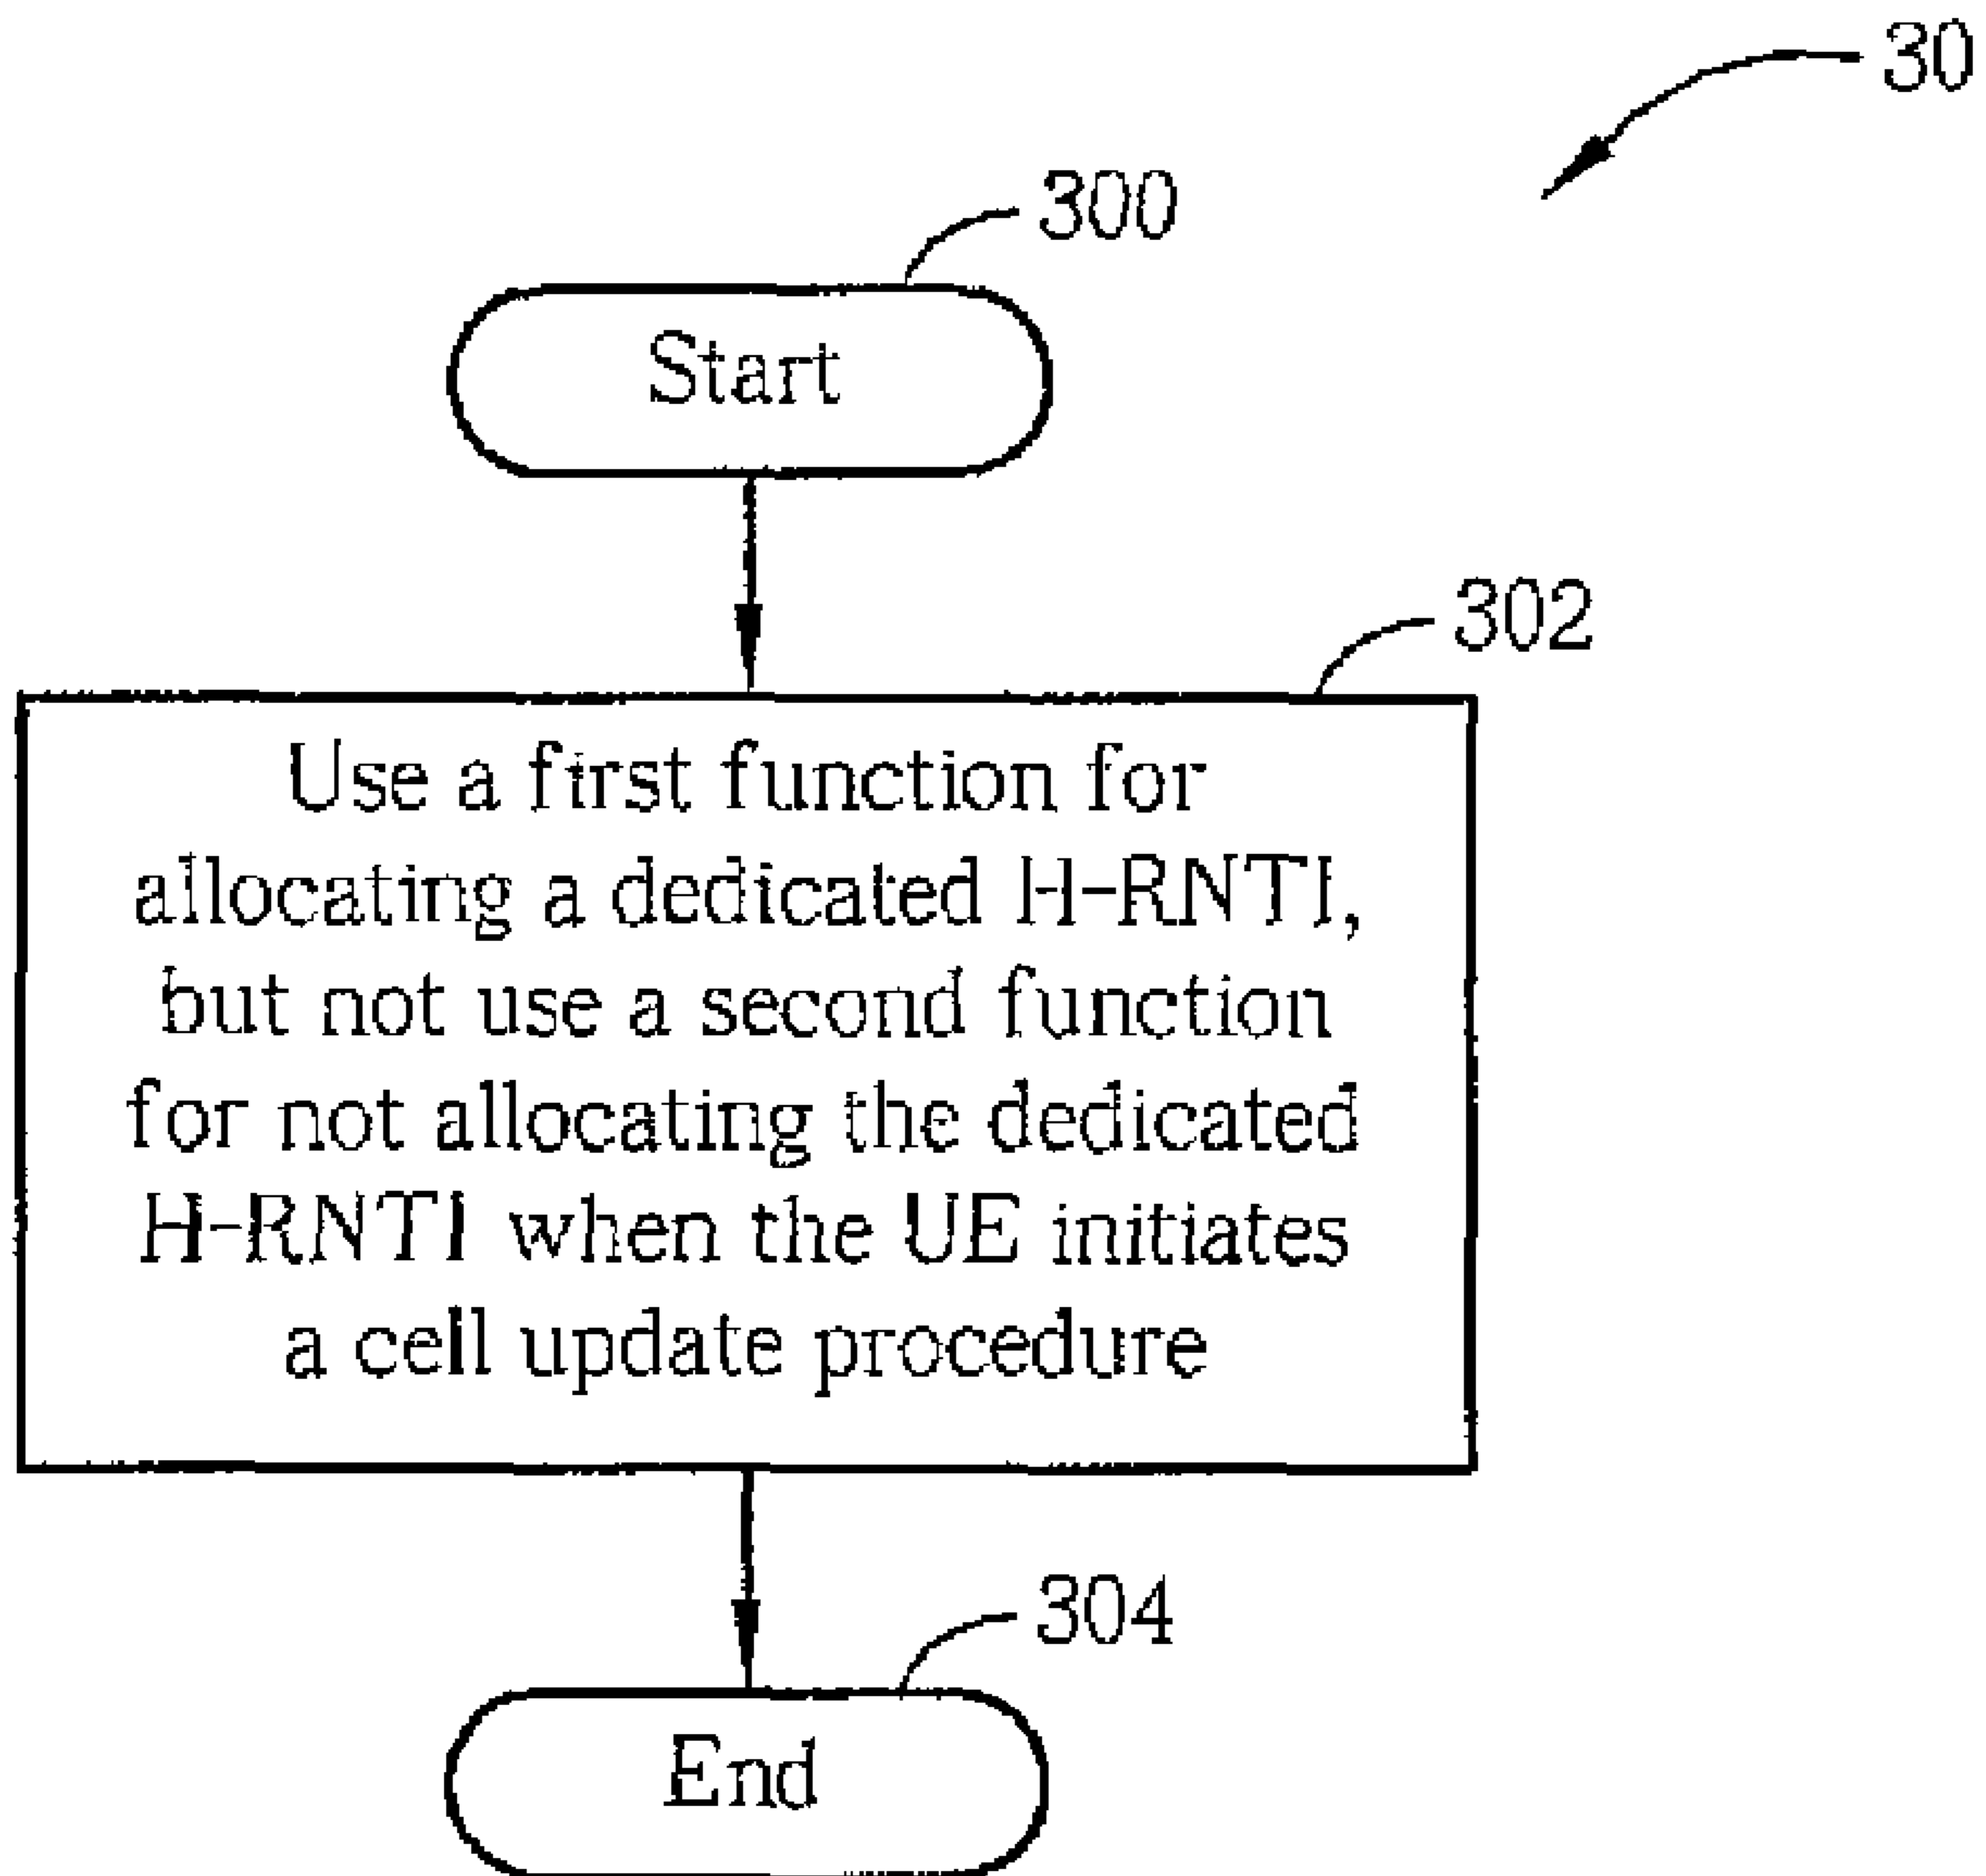 30
300
Start
302
Use a first function for
allocating a dedicated H-RNTI,
but not use a second function
for not allocating the dedicated
H-RNTI when the UE initiates
a cell update procedure
304
End